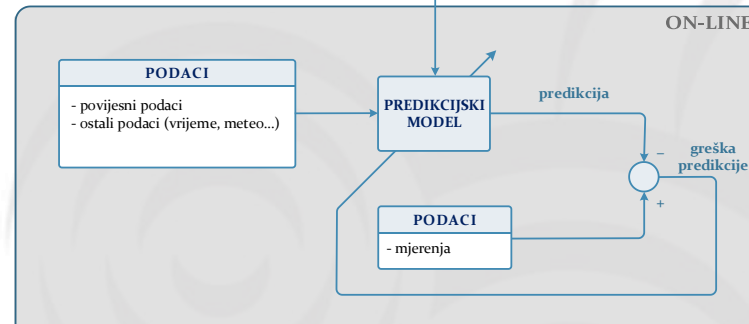 ON-LINE
PODACI
- povijesni podaci
- ostali podaci (vrijeme, meteo...)
PREDIKCIJSKI
MODEL
predikcija
–
greška
predikcije
+
PODACI
- mjerenja